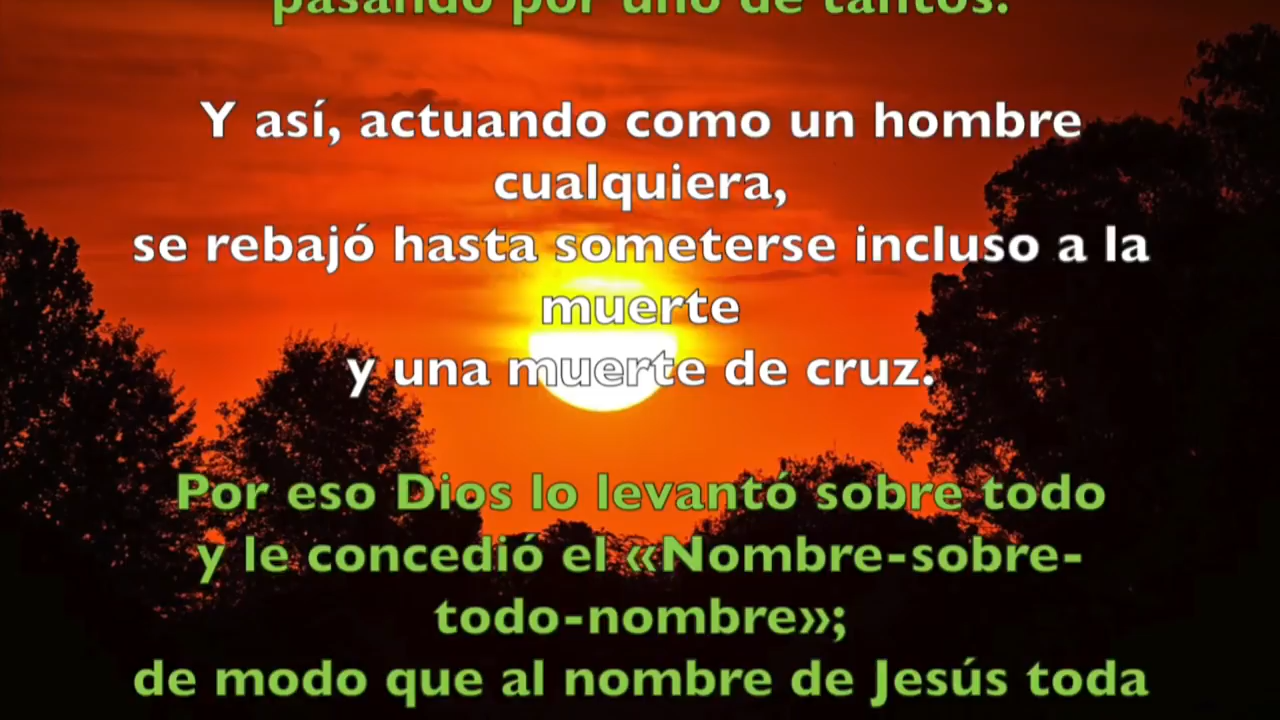 pasando por uno de tantos.
Y así, actuando como un hombre
cualquiera,
se rebajó hasta someterse incluso a la
muerte
y una muerte de cruz.
Por eso Dios lo levantó sobre todo
y le concedió el «Nombre-sobre-
todo-nombre»;
de modo que al nombre de Jesús toda